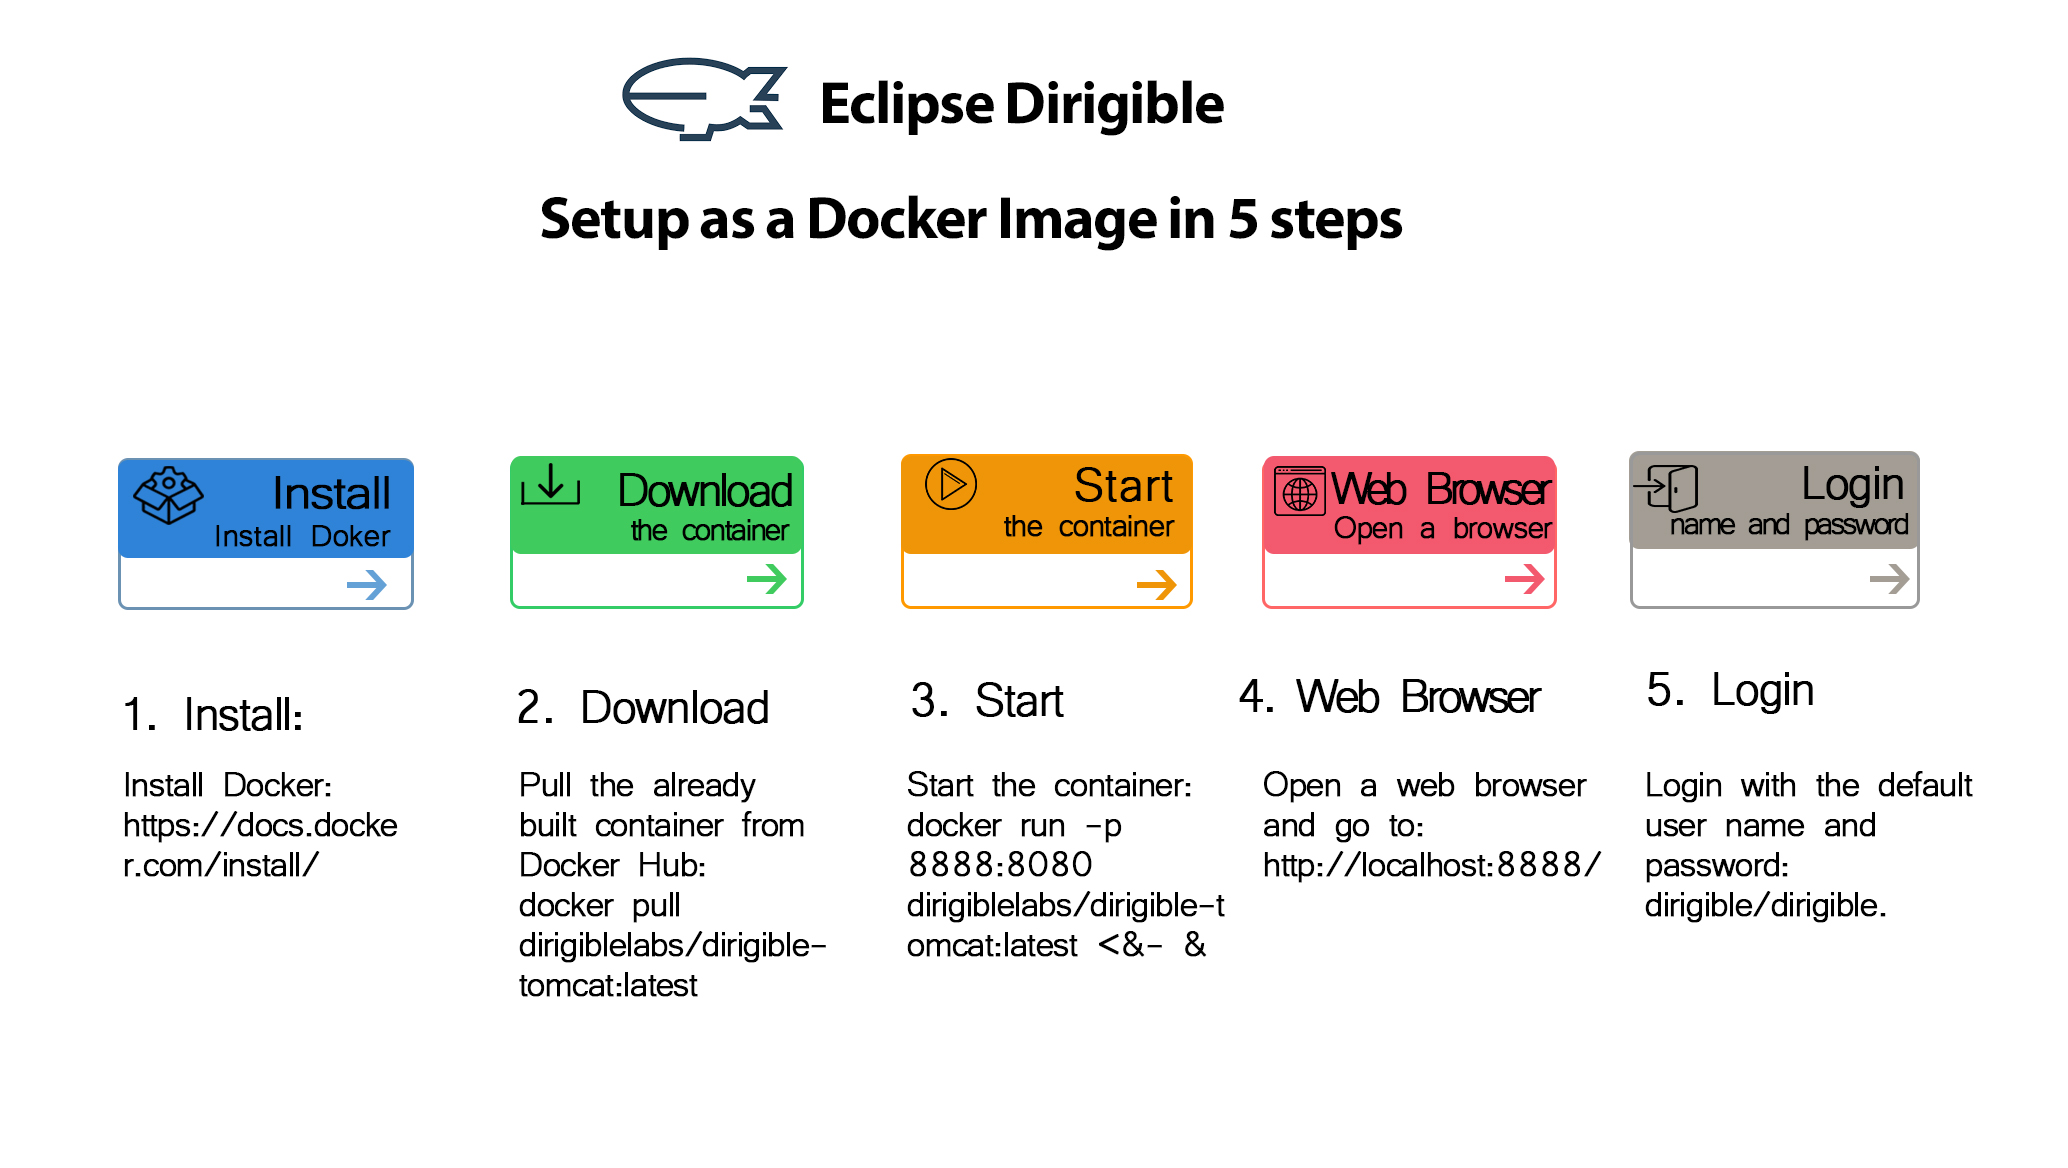 Eclipse Dirigible
Setup as a Docker Image in 5 steps
Install
Install Doker
Download
the container
Start
the container
Web Browser
Open a browser
Login
name and password
1. Install:
Install Docker:
https://docs.docke
r.com/install/
2. Download
Pull the already
built container from
Docker Hub:
docker pull
dirigiblelabs/dirigible-
tomcat:latest
3. Start
Start the container:
docker run -p
8888:8080
dirigiblelabs/dirigible-t
omcat:latest <&- &
4. Web Browser
Open a web browser
and go to:
http://localhost:8888/
5. Login
Login with the default
user name and
password:
dirigible/dirigible.